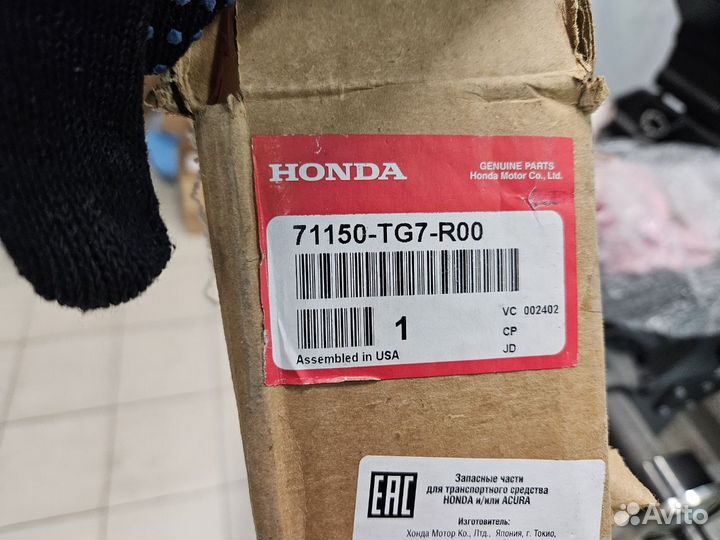 HONDA
GENUINE PARTS
Honda Motor Co., Ltd.
71150-TG7-R00
1
VC 002402
CP
JD
Assembled in USA
EAC
Запасные части
для транспортного средства
HONDA и/или ACURA
Изготовитель:
Хонда Мотор Ко., Лтд., Япония, г. Токио,
Avito